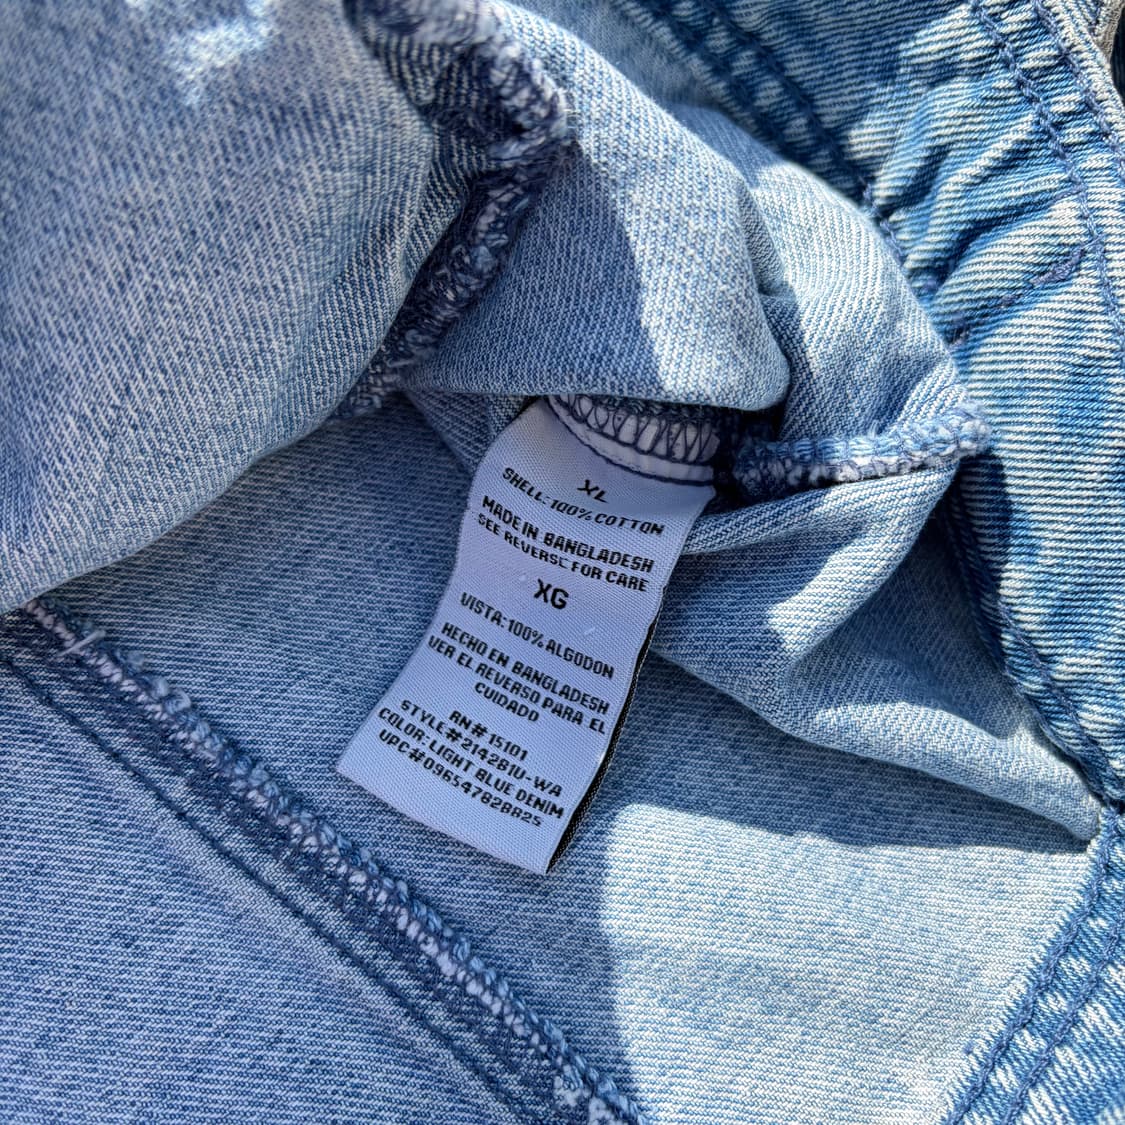 XL
SHELL:100% COTTON
MADE IN BANGLADESH
SEE REVERSE FOR CARE
XG
VISTA:100% ALGODON
HECHO EN BANGLADESH
VER EL REVERSO PARA EL
CUIDADO
RN# 15101
STYLE#2142B1U-WA
COLOR: LIGHT BLUE DENIM
UPC#096547828825